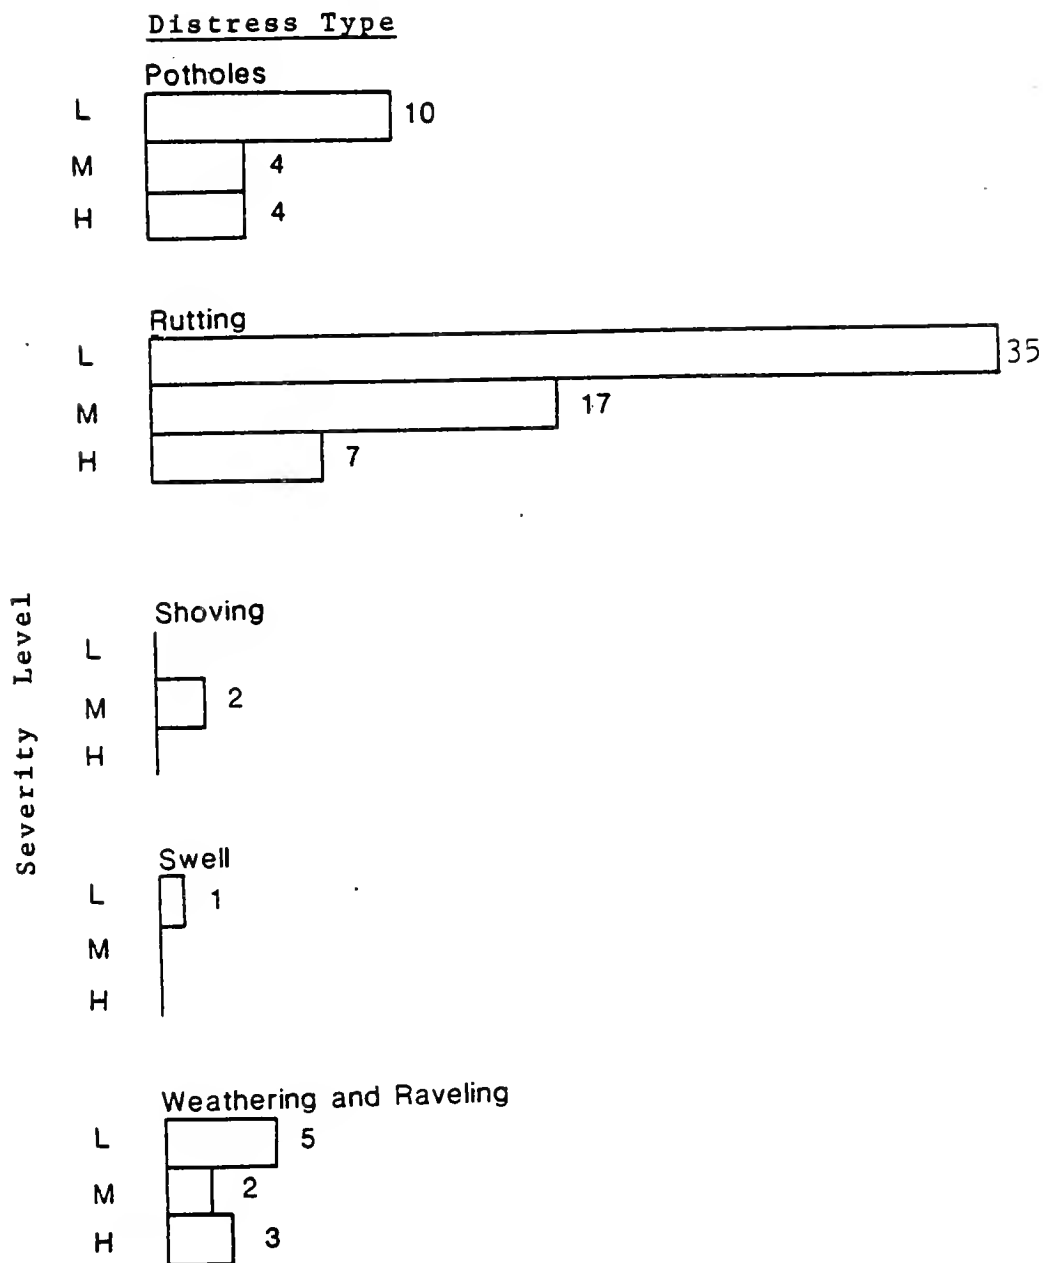 Distress Type
Potholes
L 10
M 4
H 4
Rutting
L 35
M 17
H 7
Severity Level
Shoving
L
M 2
H
Swell
L 1
M
H
Weathering and Raveling
L 5
M 2
H 3